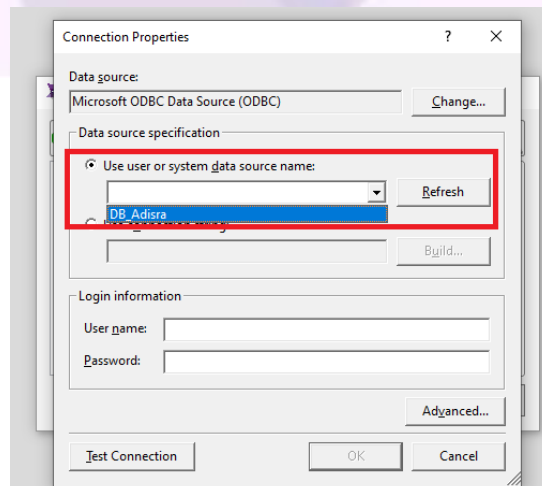 Connection Properties
?
Data source:
Microsoft ODBC Data Source (ODBC)
Change...
Data source specification
Use user or system data source name:
Refresh
DB_Adisra
Build...
Login information
User name:
Password:
Advanced...
Test Connection
OK
Cancel